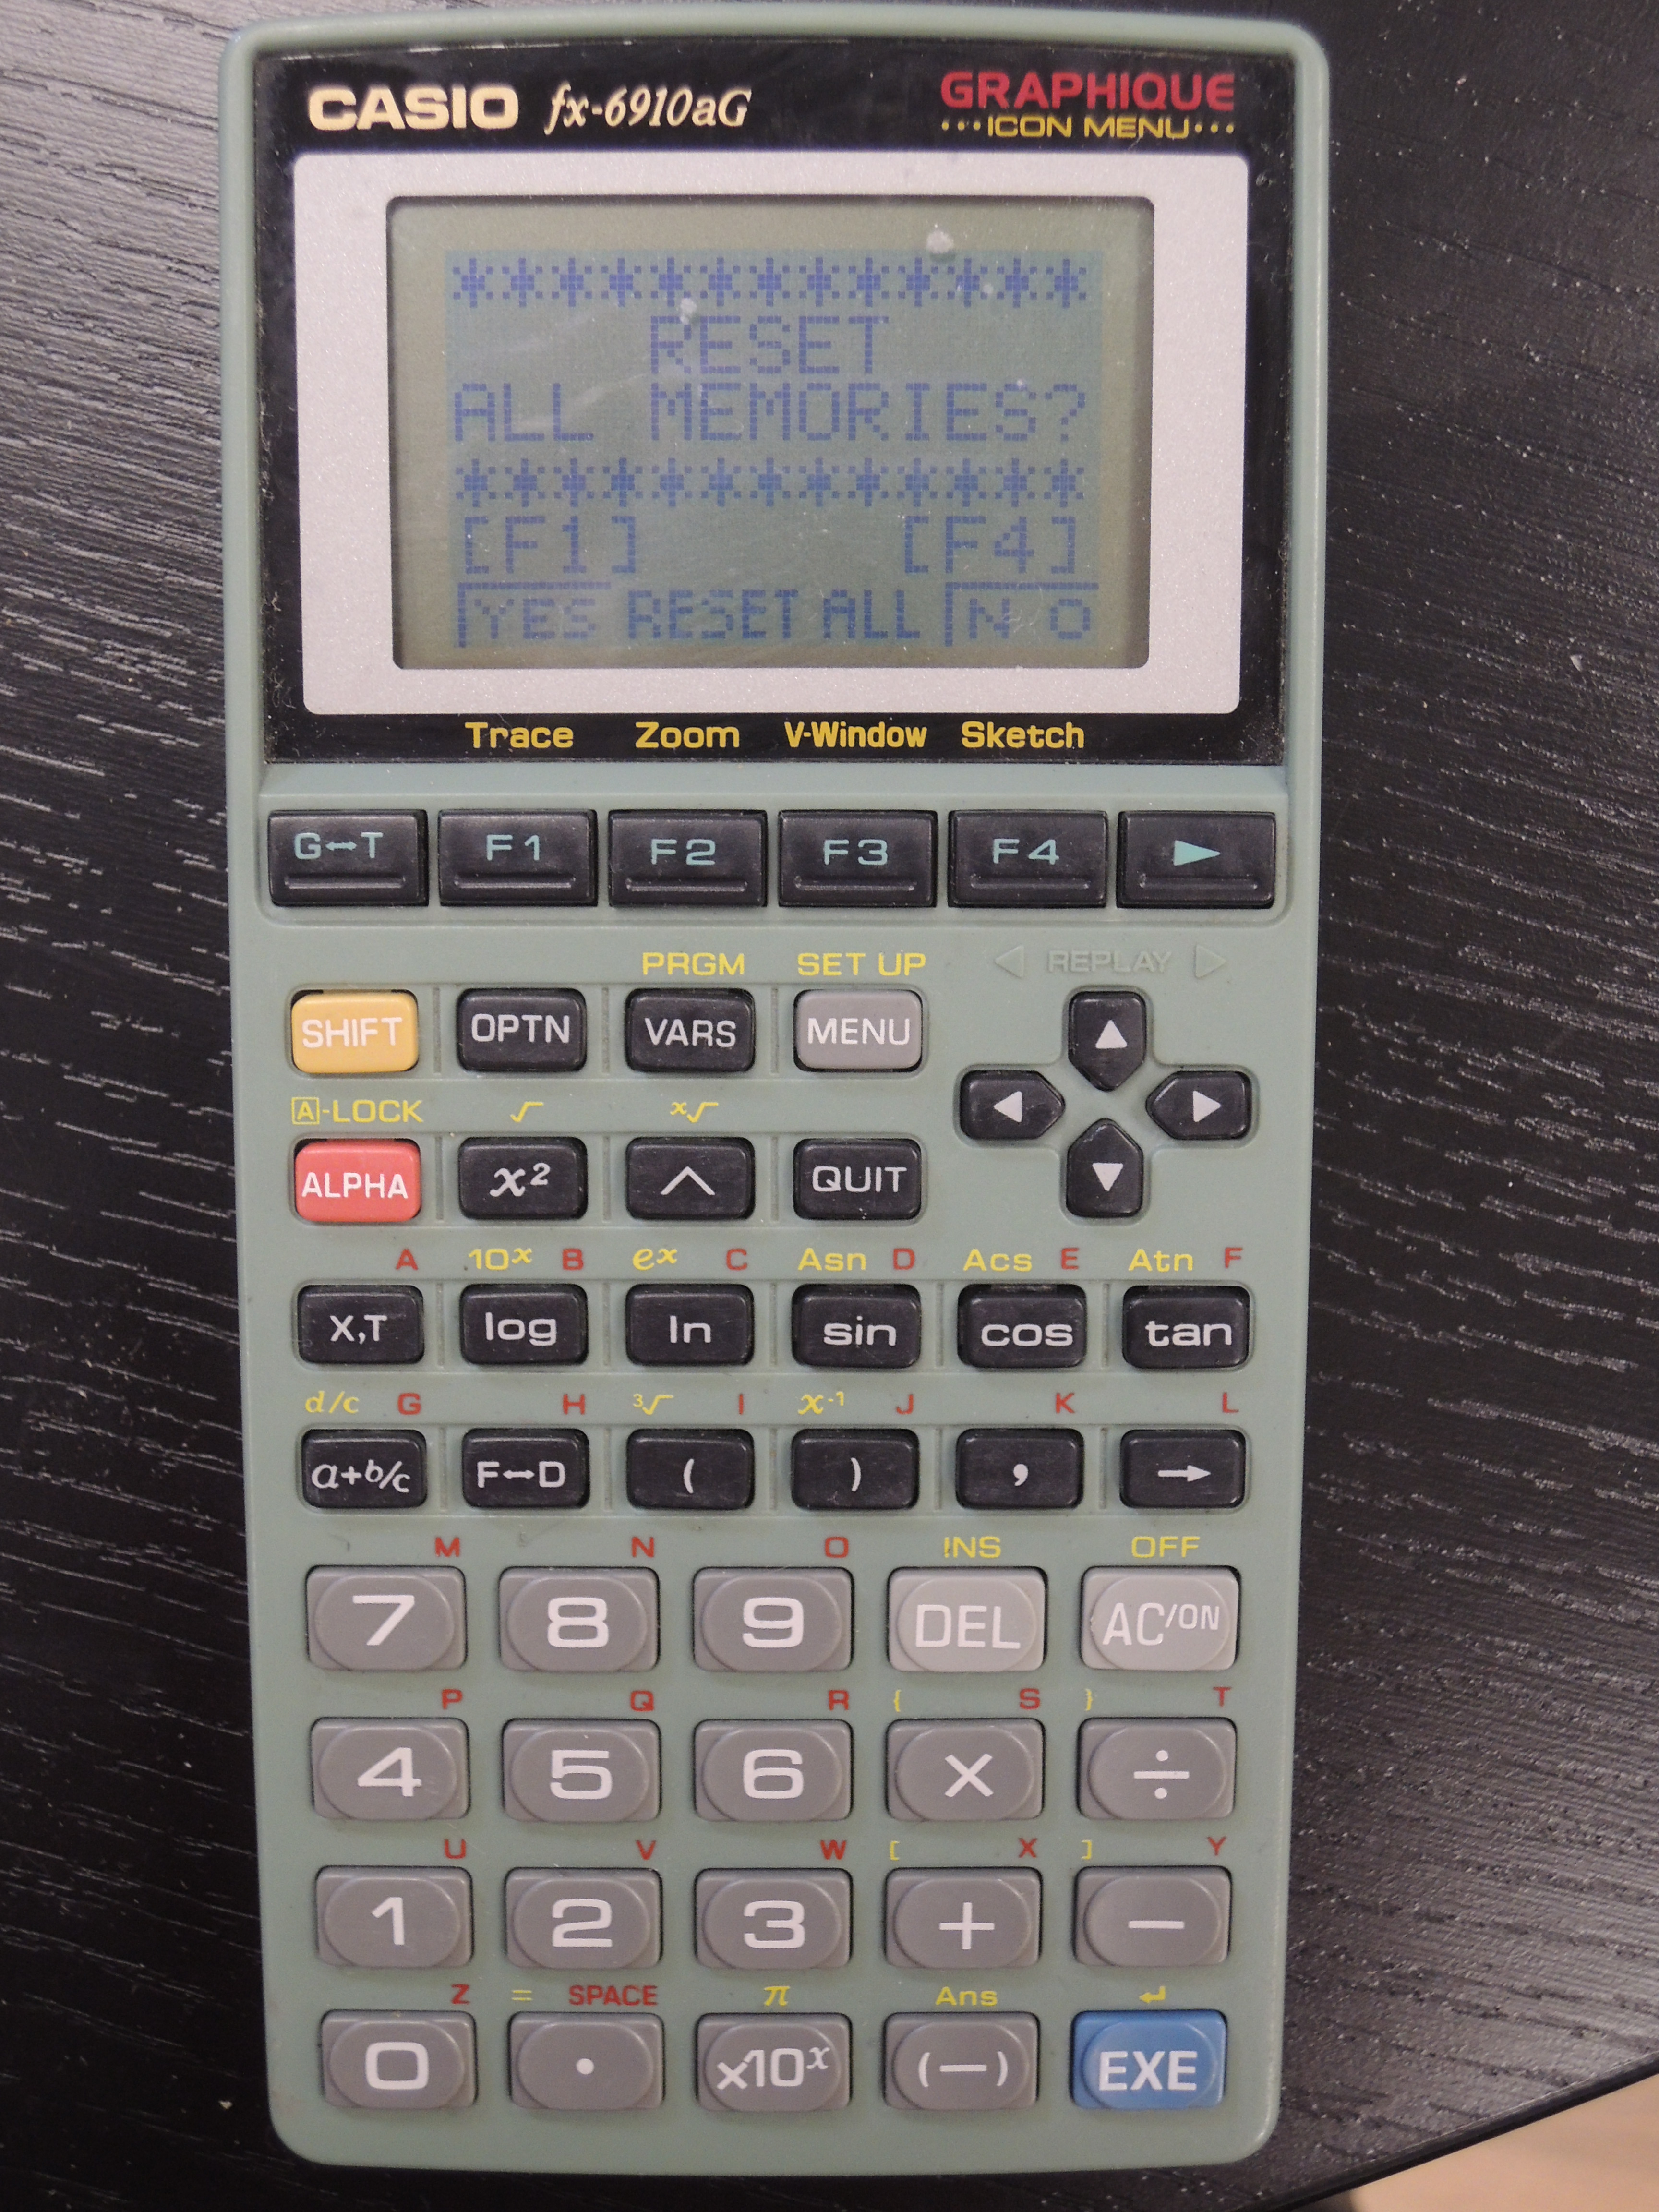 CASIO fx-6910aG GRAPHIQUE
•••ICON MENU•••
*************
RESET
ALL MEMORIES?
*************
[F1] [F4]
YES RESET ALL NO
Trace Zoom V-Window Sketch
G↔T F1 F2 F3 F4 ▶
PRGM SET UP ◁ REPLAY ▷
SHIFT OPTN VARS MENU ▲
◀ ▶
A-LOCK √ ˣ√
ALPHA x² ^ QUIT ▼
A 10ˣ B eˣ C Asn D Acs E Atn F
X,T log ln sin cos tan
d/c G H ³√ I x⁻¹ J K L
a+b/c F↔D ( ) , →
M N O INS OFF
7 8 9 DEL AC/ON
P Q R { S } T
4 5 6 × ÷
U V W [ X ] Y
1 2 3 + −
Z = SPACE π Ans ↵
0 • ×10ˣ (−) EXE